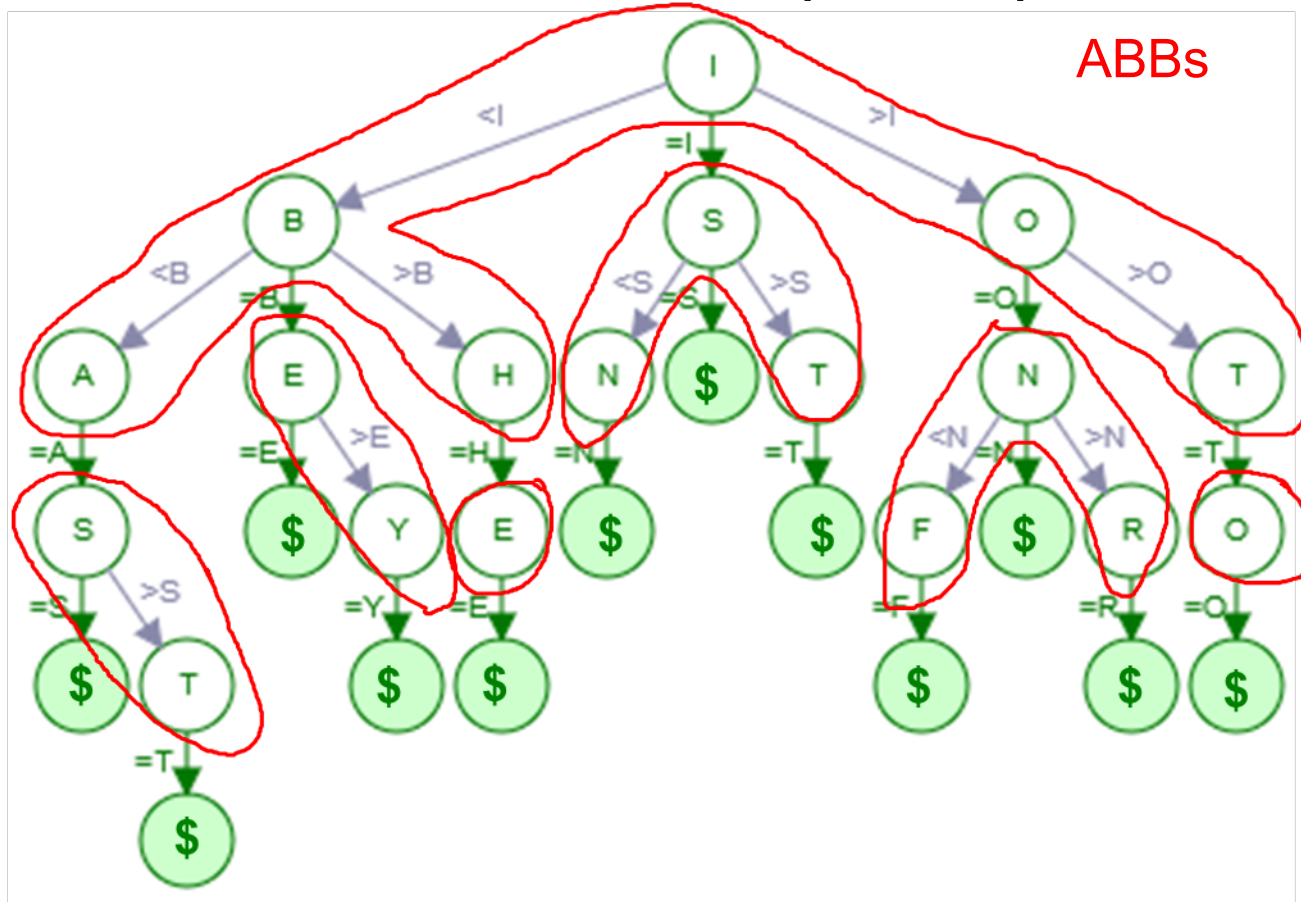 ABBs
I
<I >I
=I
B S O
<B >B <S >S >O
=B =S =O
A E H N $ T N T
=A =E >E =H =N =T <N =N >N =T
S $ Y E $ $ F $ R O
=S >S =Y =E =F =R =O
$ T $ $ $ $ $
=T
$